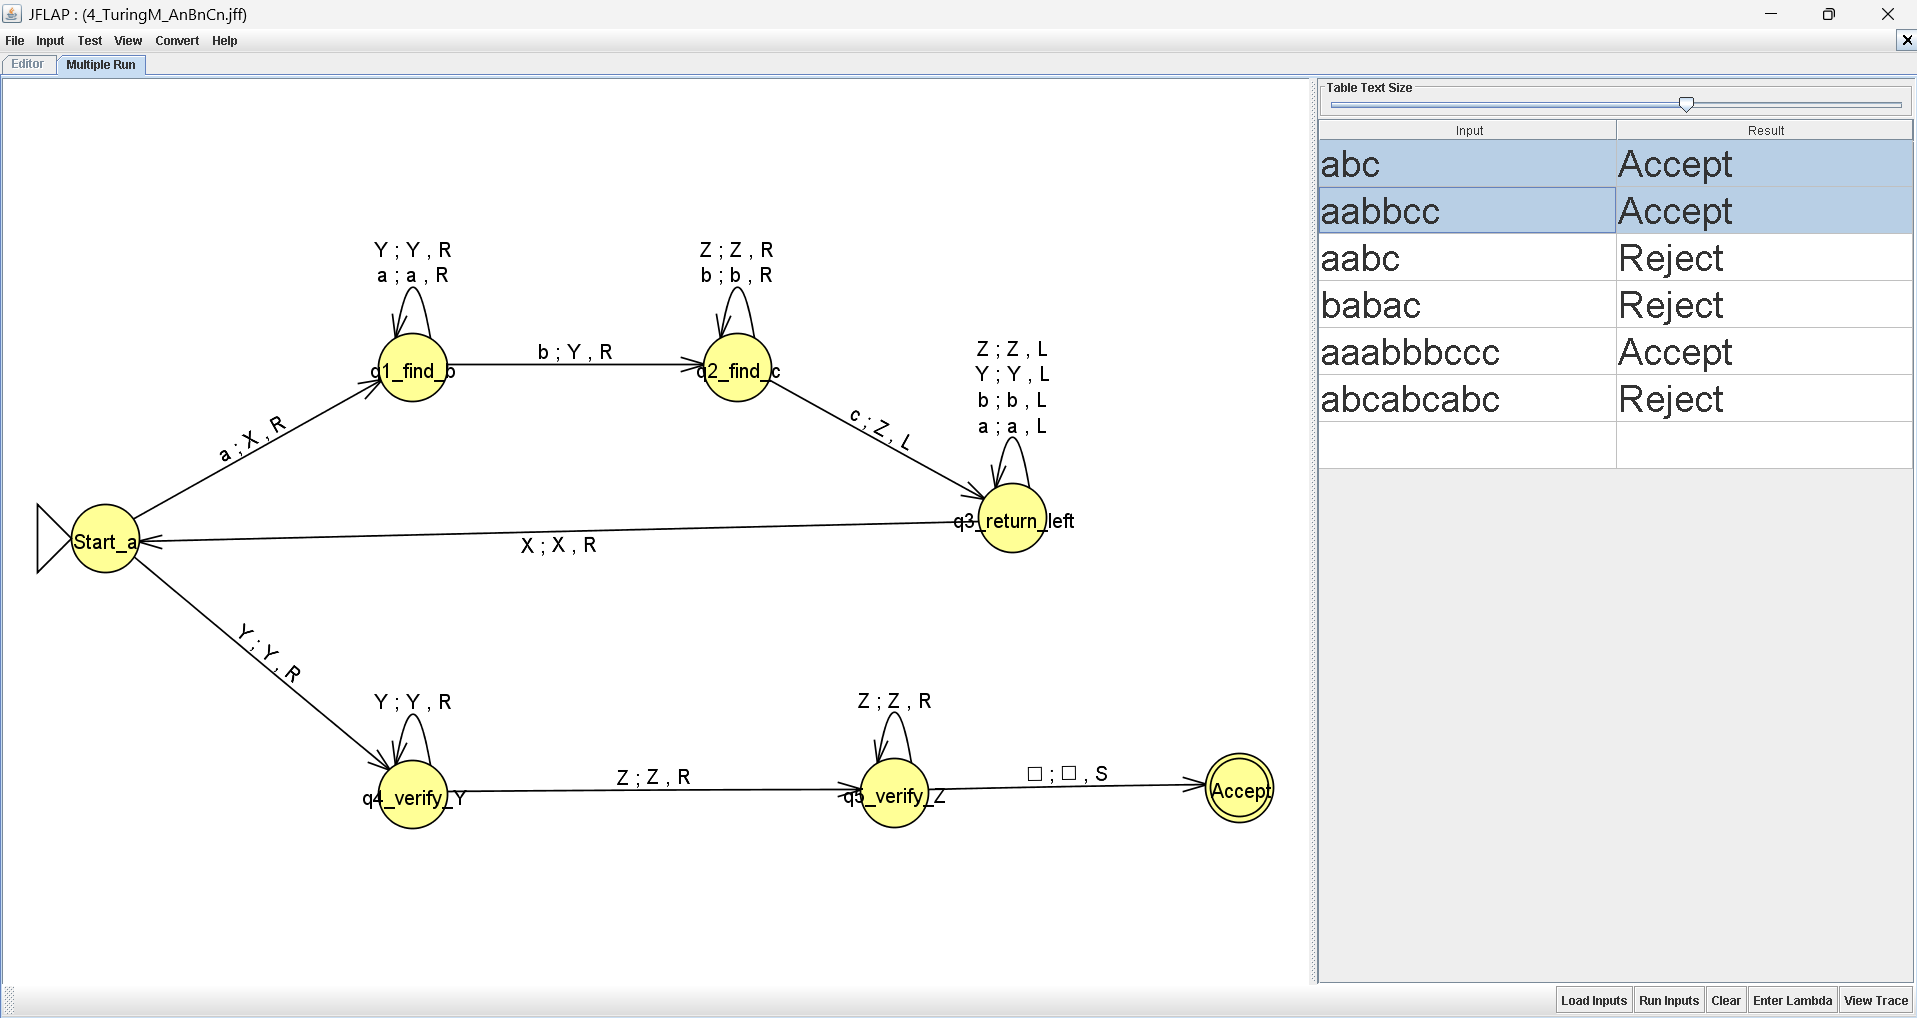 JFLAP : (4_TuringM_AnBnCn.jff)
File Input Test View Convert Help
Editor Multiple Run
Table Text Size
Input Result
abc Accept
aabbcc Accept
aabc Reject
babac Reject
aaabbbccc Accept
abcabcabc Reject
Y ; Y , R
a ; a , R
Z ; Z , R
b ; b , R
q1_find_b
b ; Y , R
q2_find_c
Z ; Z , L
Y ; Y , L
b ; b , L
a ; a , L
a ; X , R
c ; Z , L
Start_a
q3_return_left
X ; X , R
Y ; Y , R
Y ; Y , R
Z ; Z , R
q4_verify_Y
Z ; Z , R
q5_verify_Z
□ ; □ , S
Accept
Load Inputs Run Inputs Clear Enter Lambda View Trace